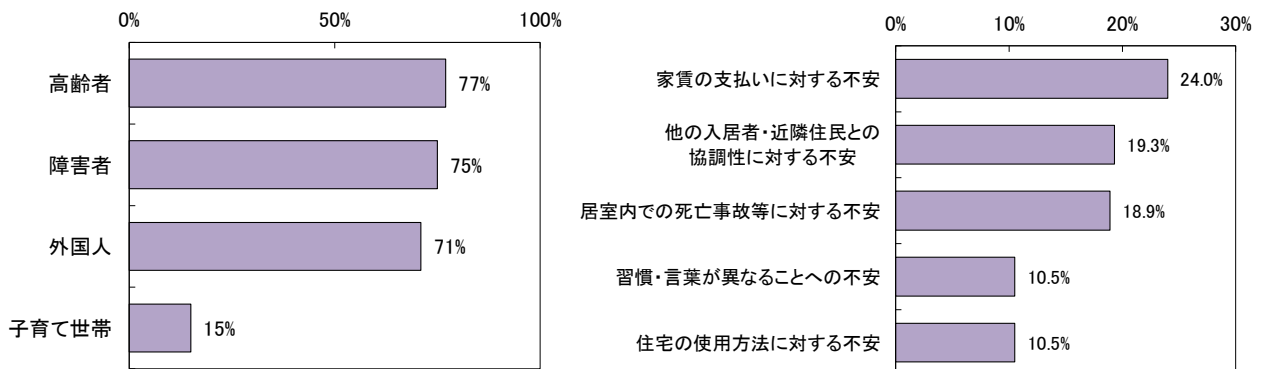 0% 50% 100%
高齢者 77%
障害者 75%
外国人 71%
子育て世帯 15%
0% 10% 20% 30%
家賃の支払いに対する不安 24.0%
他の入居者・近隣住民との
協調性に対する不安 19.3%
居室内での死亡事故等に対する不安 18.9%
習慣・言葉が異なることへの不安 10.5%
住宅の使用方法に対する不安 10.5%